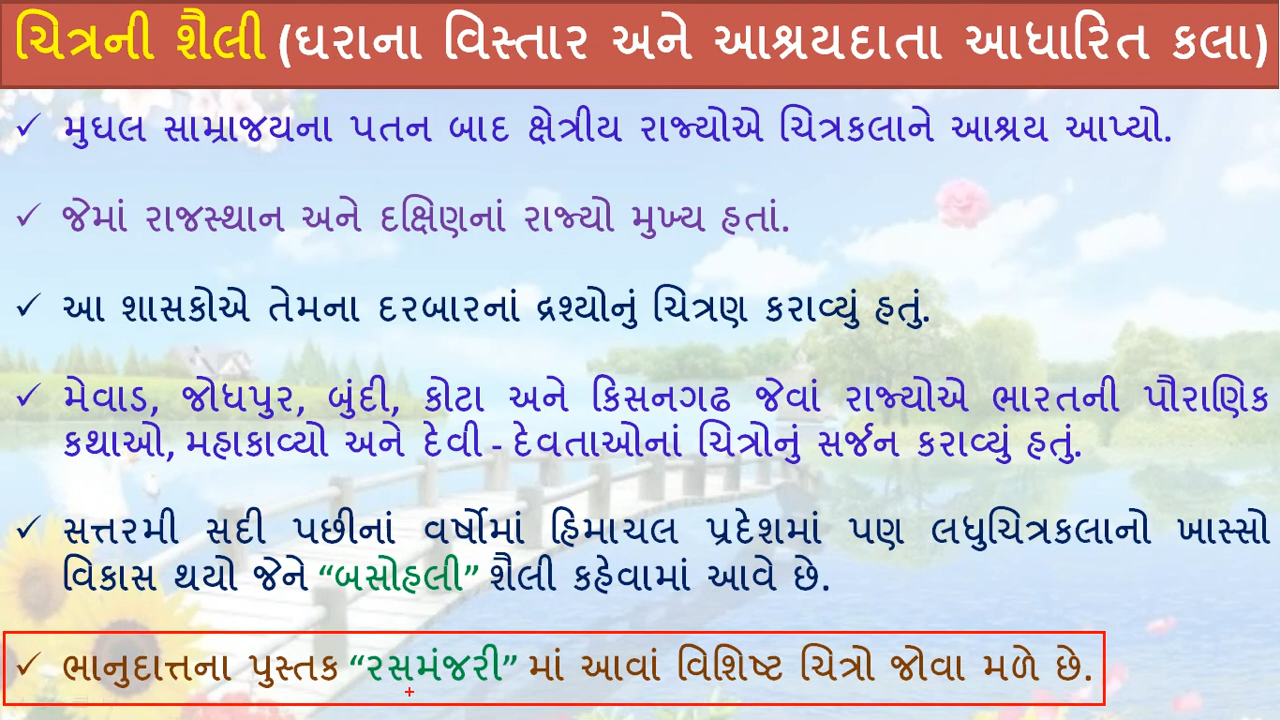 ચિત્રની શૈલી (ઘરાના વિસ્તાર અને આશ્રયદાતા આધારિત કલા)
✓ મુઘલ સામ્રાજયના પતન બાદ ક્ષેત્રીય રાજ્યોએ ચિત્રકલાને આશ્રય આપ્યો.
✓ જેમાં રાજસ્થાન અને દક્ષિણનાં રાજ્યો મુખ્ય હતાં.
✓ આ શાસકોએ તેમના દરબારનાં દ્રશ્યોનું ચિત્રણ કરાવ્યું હતું.
✓ મેવાડ, જોધપુર, બુંદી, કોટા અને કિસનગઢ જેવાં રાજ્યોએ ભારતની પૌરાણિક
કથાઓ, મહાકાવ્યો અને દેવી - દેવતાઓનાં ચિત્રોનું સર્જન કરાવ્યું હતું.
✓ સત્તરમી સદી પછીનાં વર્ષોમાં હિમાચલ પ્રદેશમાં પણ લધુચિત્રકલાનો ખાસ્સો
વિકાસ થયો જેને “બસોહલી” શૈલી કહેવામાં આવે છે.
✓ ભાનુદાત્તના પુસ્તક “રસમંજરી” માં આવાં વિશિષ્ટ ચિત્રો જોવા મળે છે.